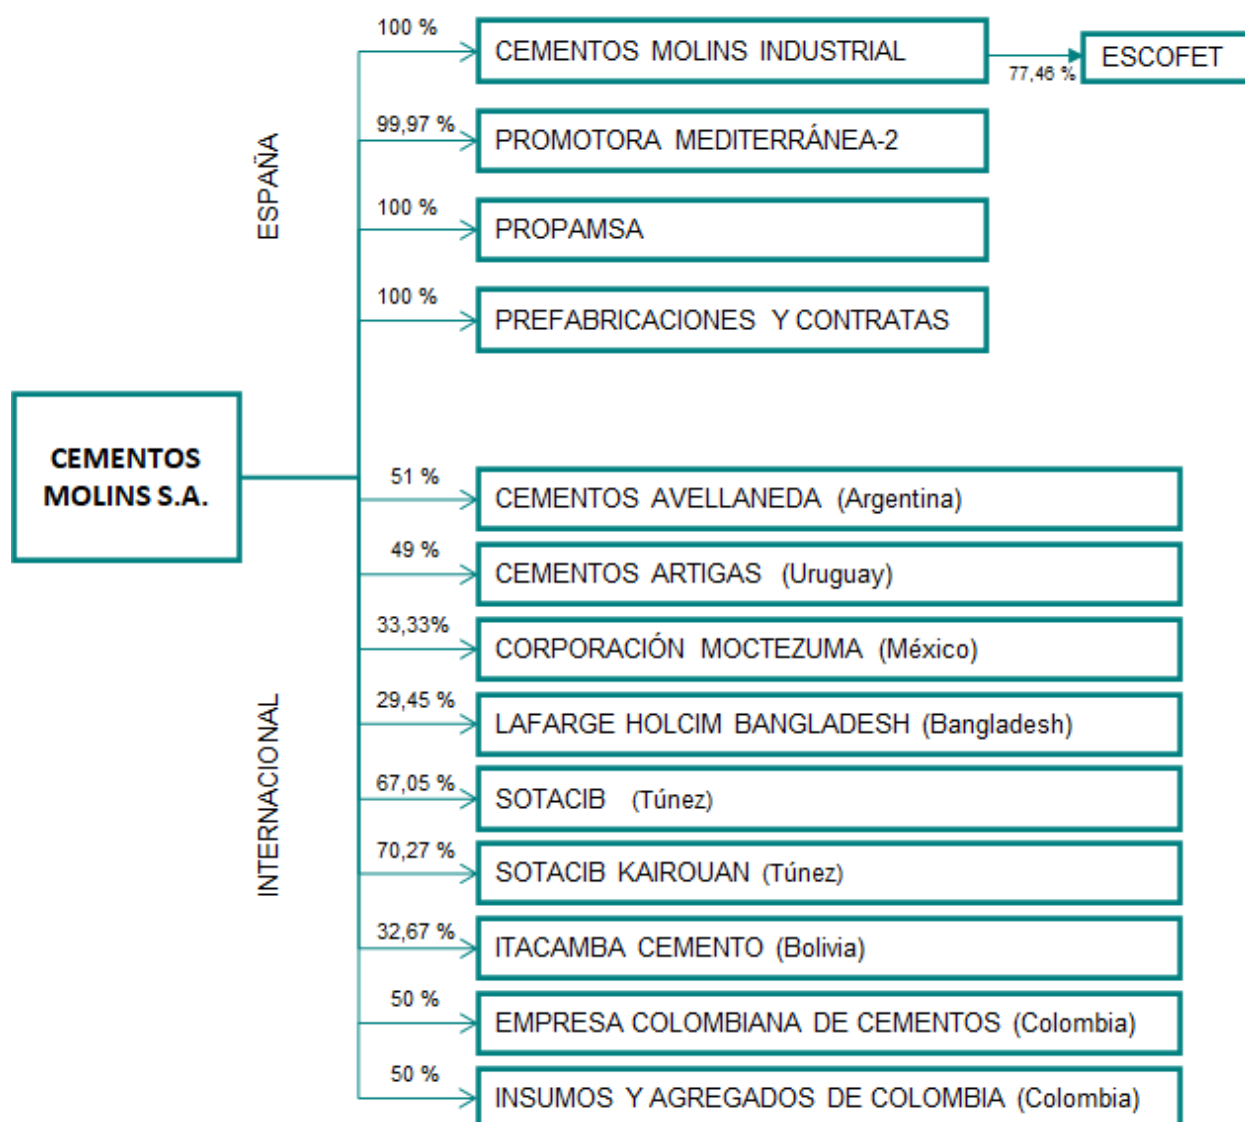 100 %
CEMENTOS MOLINS INDUSTRIAL
77,46 %
ESCOFET
99,97 %
PROMOTORA MEDITERRÁNEA-2
ESPAÑA
100 %
PROPAMSA
100 %
PREFABRICACIONES Y CONTRATAS
CEMENTOS
MOLINS S.A.
51 %
CEMENTOS AVELLANEDA (Argentina)
49 %
CEMENTOS ARTIGAS (Uruguay)
33,33%
CORPORACIÓN MOCTEZUMA (México)
29,45 %
LAFARGE HOLCIM BANGLADESH (Bangladesh)
INTERNACIONAL
67,05 %
SOTACIB (Túnez)
70,27 %
SOTACIB KAIROUAN (Túnez)
32,67 %
ITACAMBA CEMENTO (Bolivia)
50 %
EMPRESA COLOMBIANA DE CEMENTOS (Colombia)
50 %
INSUMOS Y AGREGADOS DE COLOMBIA (Colombia)